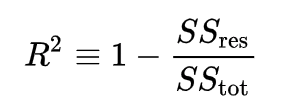 R² ≡ 1 − SS_res / SS_tot